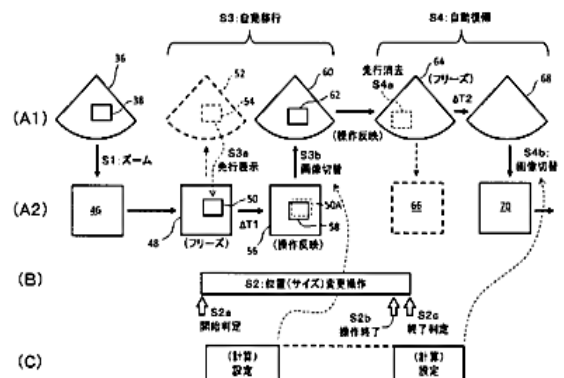 S3:自動移行
S4:自動復帰
(A1)
36
38
52
54
60
62
64
(フリーズ)
先行消去
S4a
ΔT2
68
(操作反映)
S1:ズーム
S3a
先行表示
S3b
画像切替
S4b:
画像切替
(A2)
46
50
48
(フリーズ)
ΔT1
50A
58
56
(操作反映)
66
70
(B)
S2:位置(サイズ)変更操作
S2a
開始判定
S2b
操作終了
S2c
終了判定
(C)
(計算)
設定
(計算)
設定